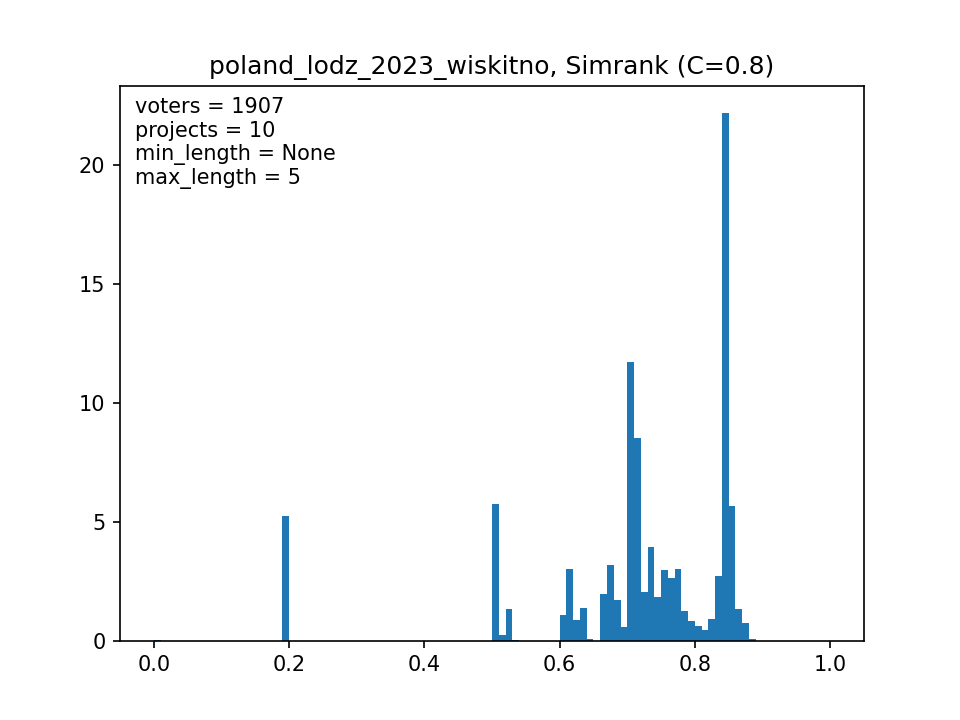 poland_lodz_2023_wiskitno, Simrank (C=0.8)
voters = 1907
projects = 10
min_length = None
max_length = 5
20
15
10
5
0
0.0 0.2 0.4 0.6 0.8 1.0